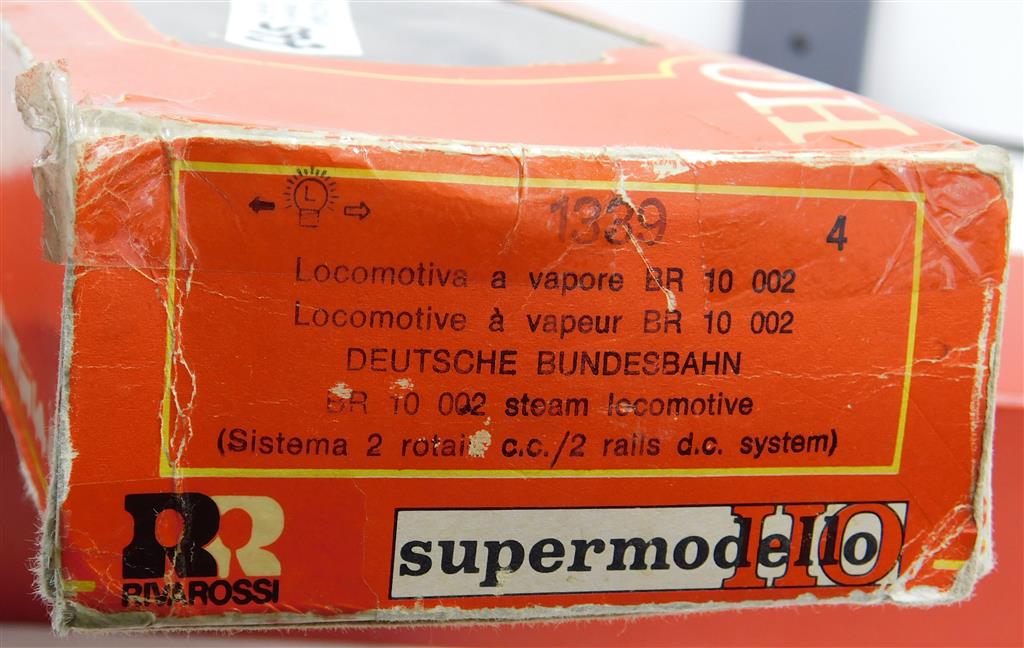 HO
L
1339 4
Locomotiva a vapore BR 10 002
Locomotive à vapeur BR 10 002
DEUTSCHE BUNDESBAHN
BR 10 002 steam locomotive
(Sistema 2 rotaie c.c./2 rails d.c. system)
RR
RIVAROSSI
supermodello HO